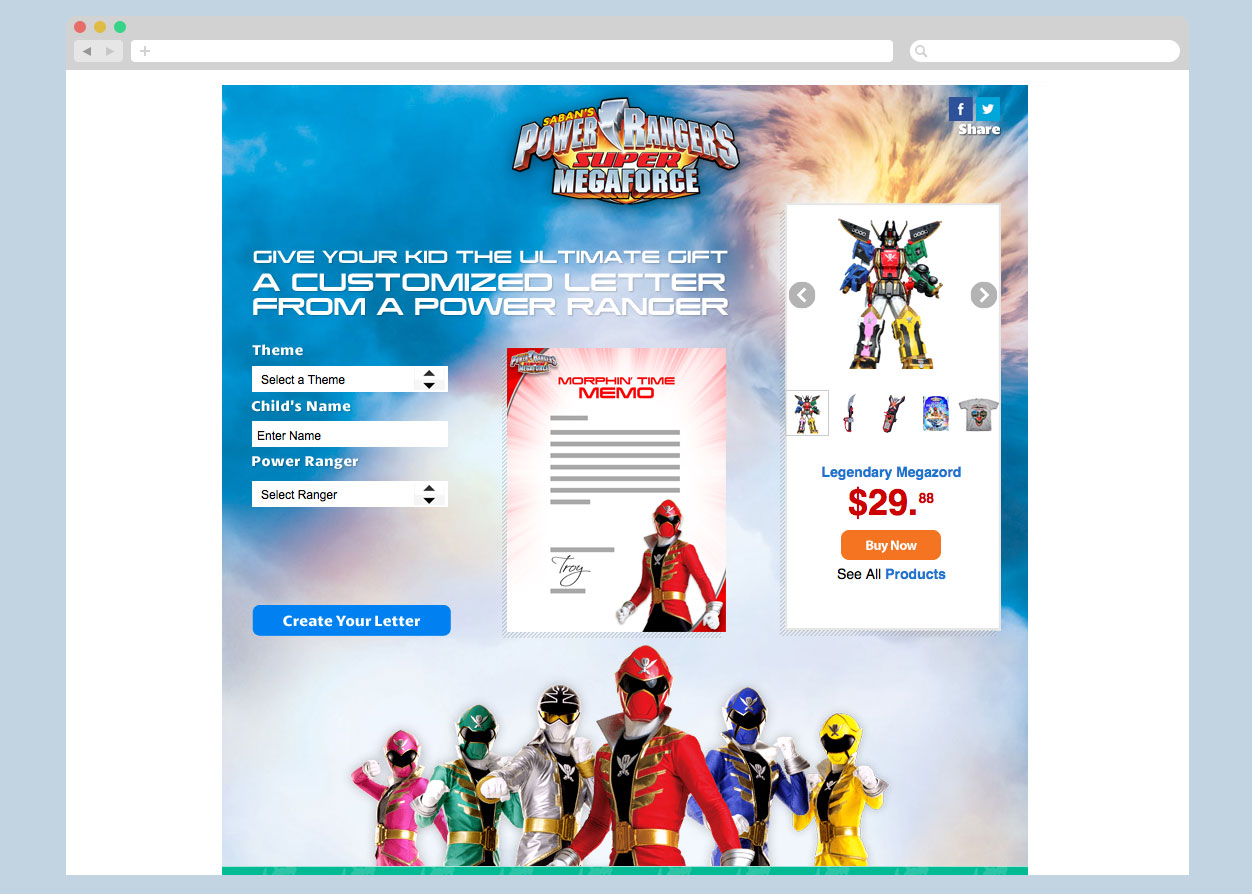 SABAN'S
POWER RANGERS
SUPER
MEGAFORCE
f
Share
GIVE YOUR KID THE ULTIMATE GIFT
A CUSTOMIZED LETTER
FROM A POWER RANGER
Theme
Select a Theme
Child's Name
Enter Name
Power Ranger
Select Ranger
Create Your Letter
POWER RANGERS
SUPER
MEGAFORCE
MORPHIN' TIME
MEMO
Troy
Legendary Megazord
$29.88
Buy Now
See All Products